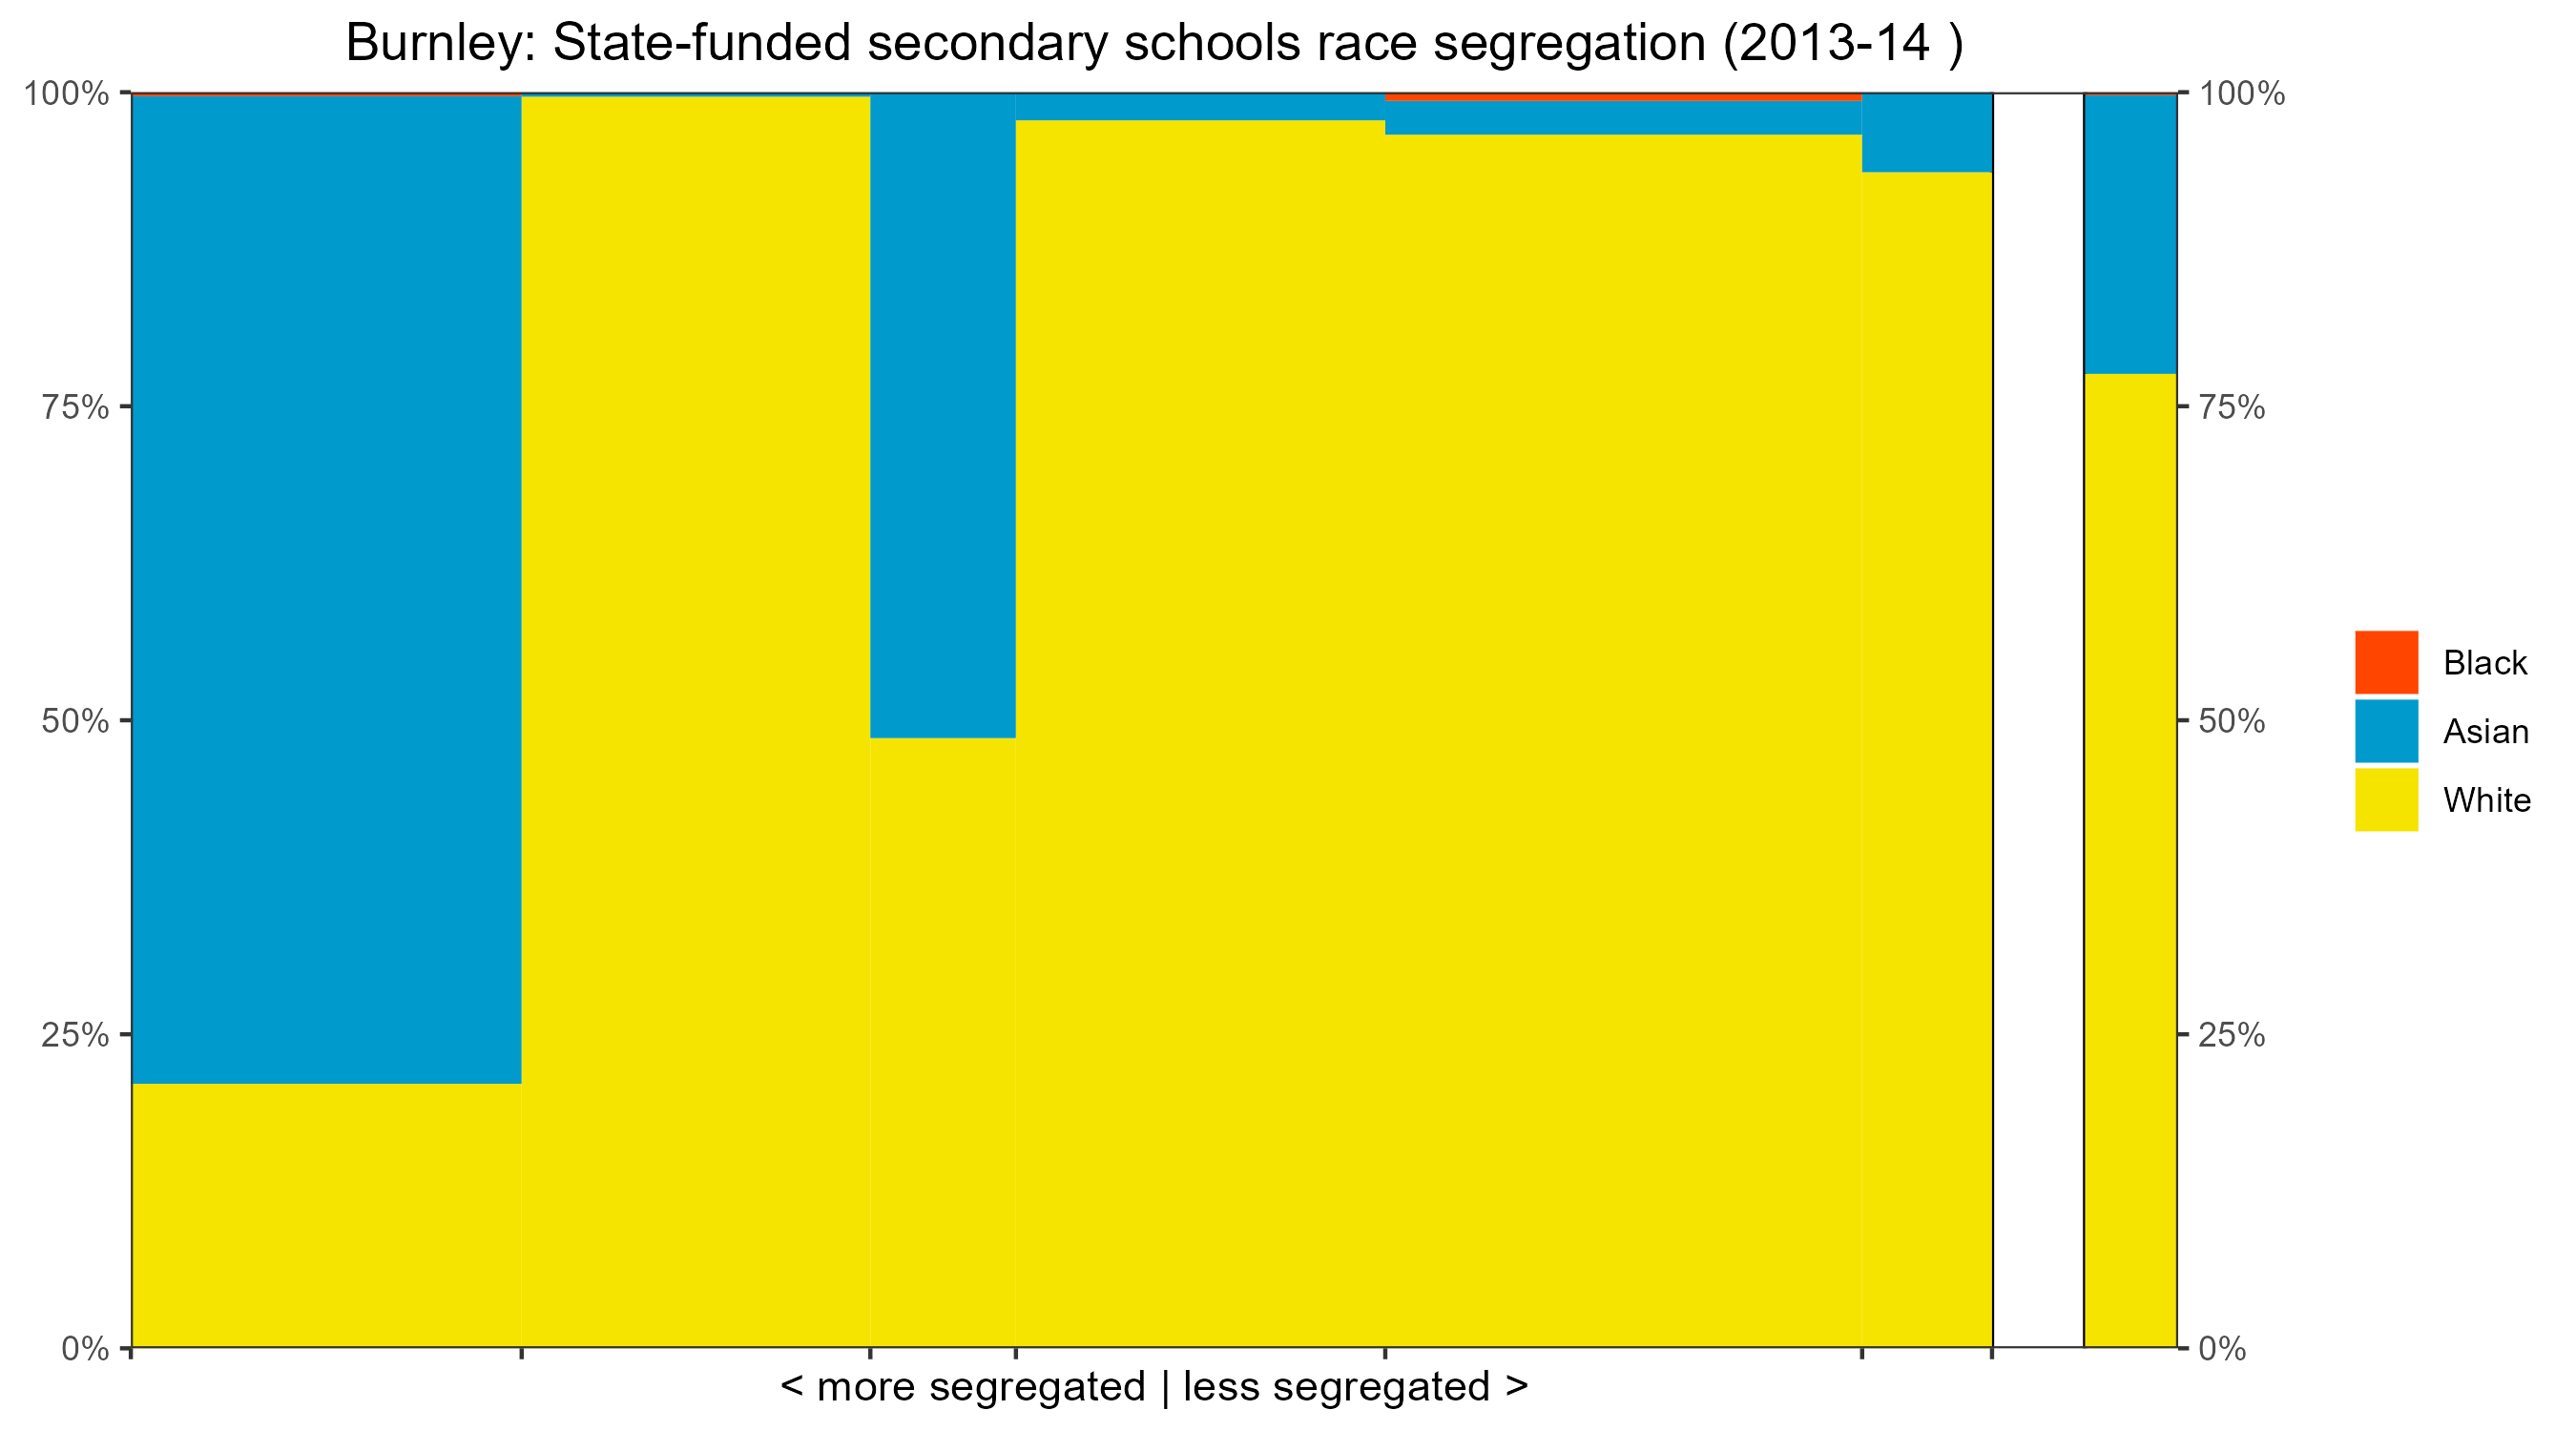 Burnley: State-funded secondary schools race segregation (2013-14 )
100%
75%
50%
25%
0%
100%
75%
50%
25%
0%
Black
Asian
White
< more segregated | less segregated >